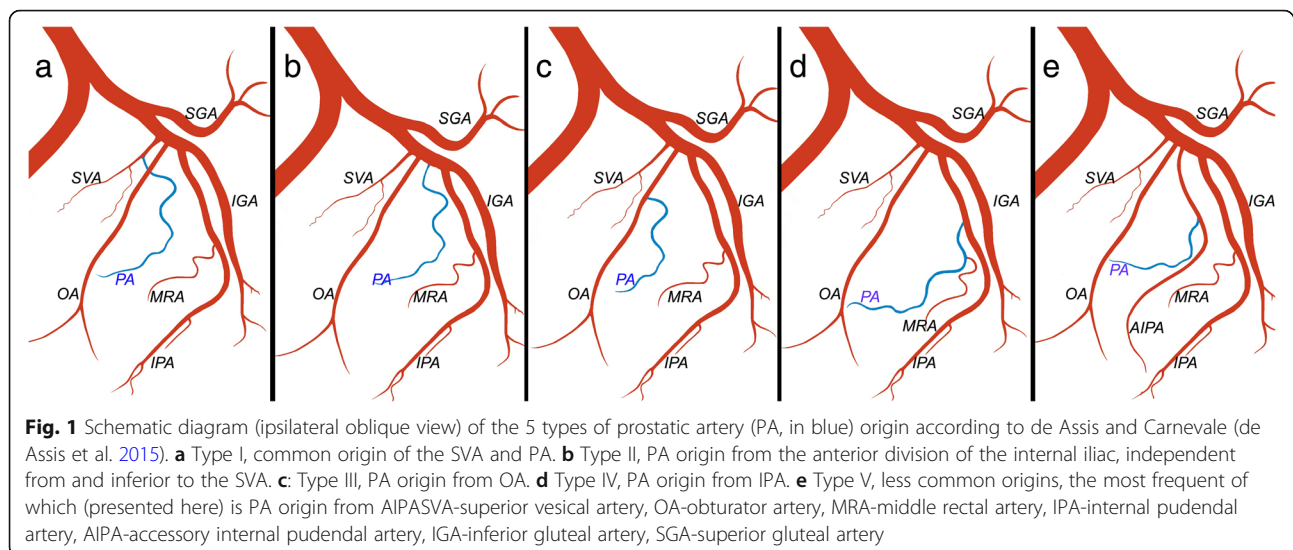 a
SGA
SVA
IGA
PA
OA
MRA
IPA
b
SGA
SVA
IGA
PA
OA
MRA
IPA
c
SGA
SVA
IGA
PA
OA
MRA
IPA
d
SGA
SVA
IGA
PA
OA
MRA
IPA
e
SGA
SVA
IGA
PA
OA
MRA
AIPA
IPA
Fig. 1 Schematic diagram (ipsilateral oblique view) of the 5 types of prostatic artery (PA, in blue) origin according to de Assis and Carnevale (de
Assis et al. 2015). a Type I, common origin of the SVA and PA. b Type II, PA origin from the anterior division of the internal iliac, independent
from and inferior to the SVA. c: Type III, PA origin from OA. d Type IV, PA origin from IPA. e Type V, less common origins, the most frequent of
which (presented here) is PA origin from AIPASVA-superior vesical artery, OA-obturator artery, MRA-middle rectal artery, IPA-internal pudendal
artery, AIPA-accessory internal pudendal artery, IGA-inferior gluteal artery, SGA-superior gluteal artery